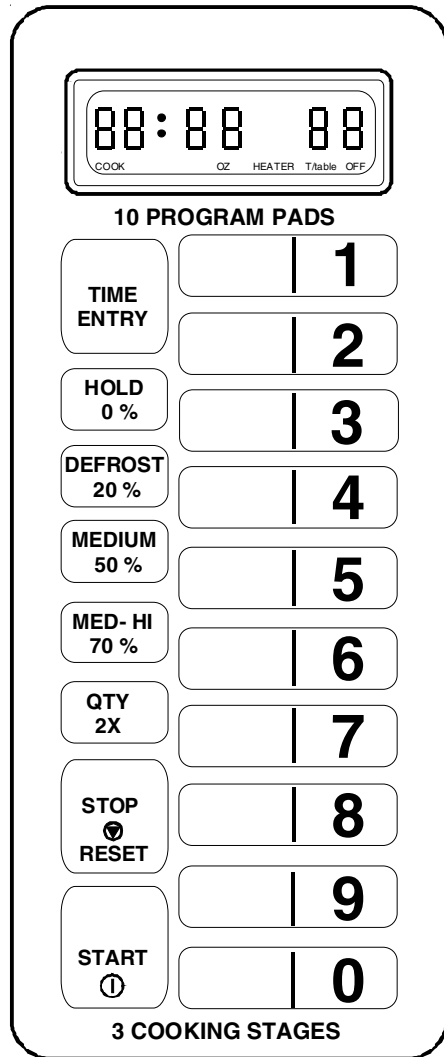 88:88 88
COOK OZ HEATER T/table OFF
10 PROGRAM PADS
TIME
ENTRY
HOLD
0 %
DEFROST
20 %
MEDIUM
50 %
MED- HI
70 %
QTY
2X
STOP
RESET
START
1
2
3
4
5
6
7
8
9
0
3 COOKING STAGES